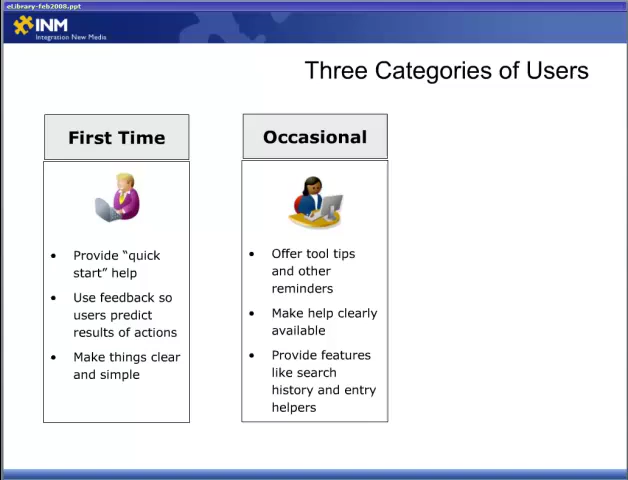 eLibrary-feb2008.ppt
INM
Integration New Media
Three Categories of Users
First Time
• Provide “quick
start” help
• Use feedback so
users predict
results of actions
• Make things clear
and simple
Occasional
• Offer tool tips
and other
reminders
• Make help clearly
available
• Provide features
like search
history and entry
helpers